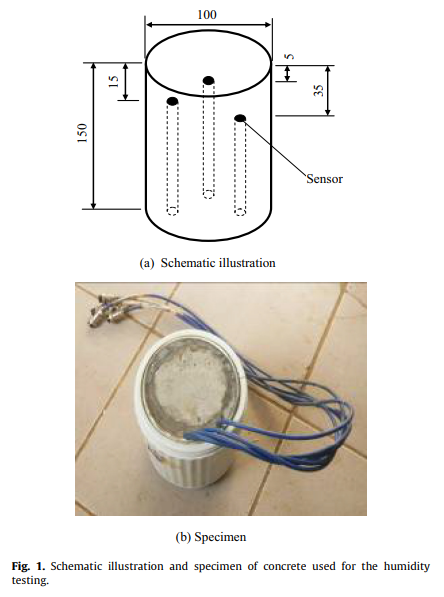 100
5
15
35
150
Sensor
(a) Schematic illustration
(b) Specimen
Fig. 1. Schematic illustration and specimen of concrete used for the humidity
testing.